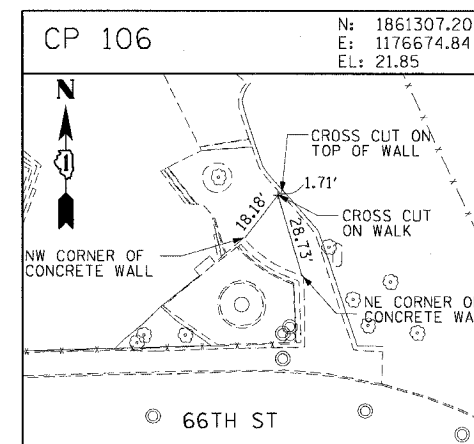 CP 106
N: 1861307.20
E: 1176674.84
EL: 21.85
N
CROSS CUT ON
TOP OF WALL
1.71'
18.18'
28.73'
CROSS CUT
ON WALK
NW CORNER OF
CONCRETE WALL
NE CORNER O
CONCRETE WA
66TH ST